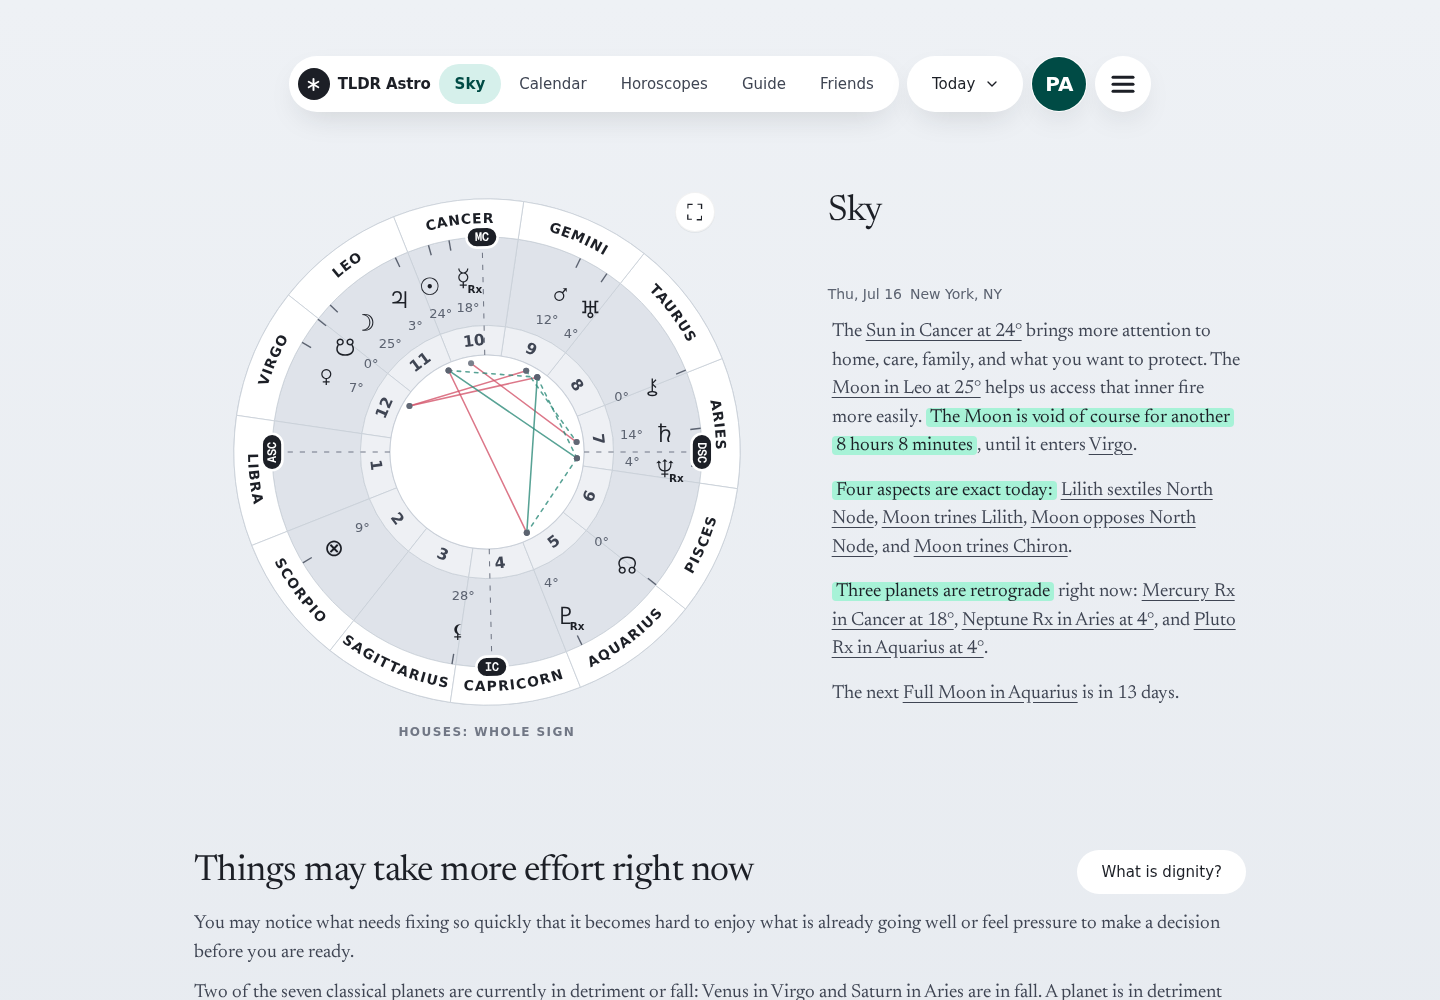 TLDR Astro Sky Calendar Horoscopes Guide Friends Today PA
CANCER
GEMINI
TAURUS
ARIES
PISCES
AQUARIUS
CAPRICORN
SAGITTARIUS
SCORPIO
LIBRA
VIRGO
LEO
MC
ASC
DSC
IC
Rx
18°
24°
3°
25°
0°
7°
12°
4°
0°
14°
4°
Rx
0°
4°
Rx
28°
9°
10
9
8
7
6
5
4
3
2
1
12
11
HOUSES: WHOLE SIGN
Sky
Thu, Jul 16 New York, NY
The Sun in Cancer at 24° brings more attention to
home, care, family, and what you want to protect. The
Moon in Leo at 25° helps us access that inner fire
more easily. The Moon is void of course for another
8 hours 8 minutes, until it enters Virgo.
Four aspects are exact today: Lilith sextiles North
Node, Moon trines Lilith, Moon opposes North
Node, and Moon trines Chiron.
Three planets are retrograde right now: Mercury Rx
in Cancer at 18°, Neptune Rx in Aries at 4°, and Pluto
Rx in Aquarius at 4°.
The next Full Moon in Aquarius is in 13 days.
Things may take more effort right now
What is dignity?
You may notice what needs fixing so quickly that it becomes hard to enjoy what is already going well or feel pressure to make a decision
before you are ready.
Two of the seven classical planets are currently in detriment or fall: Venus in Virgo and Saturn in Aries are in fall. A planet is in detriment